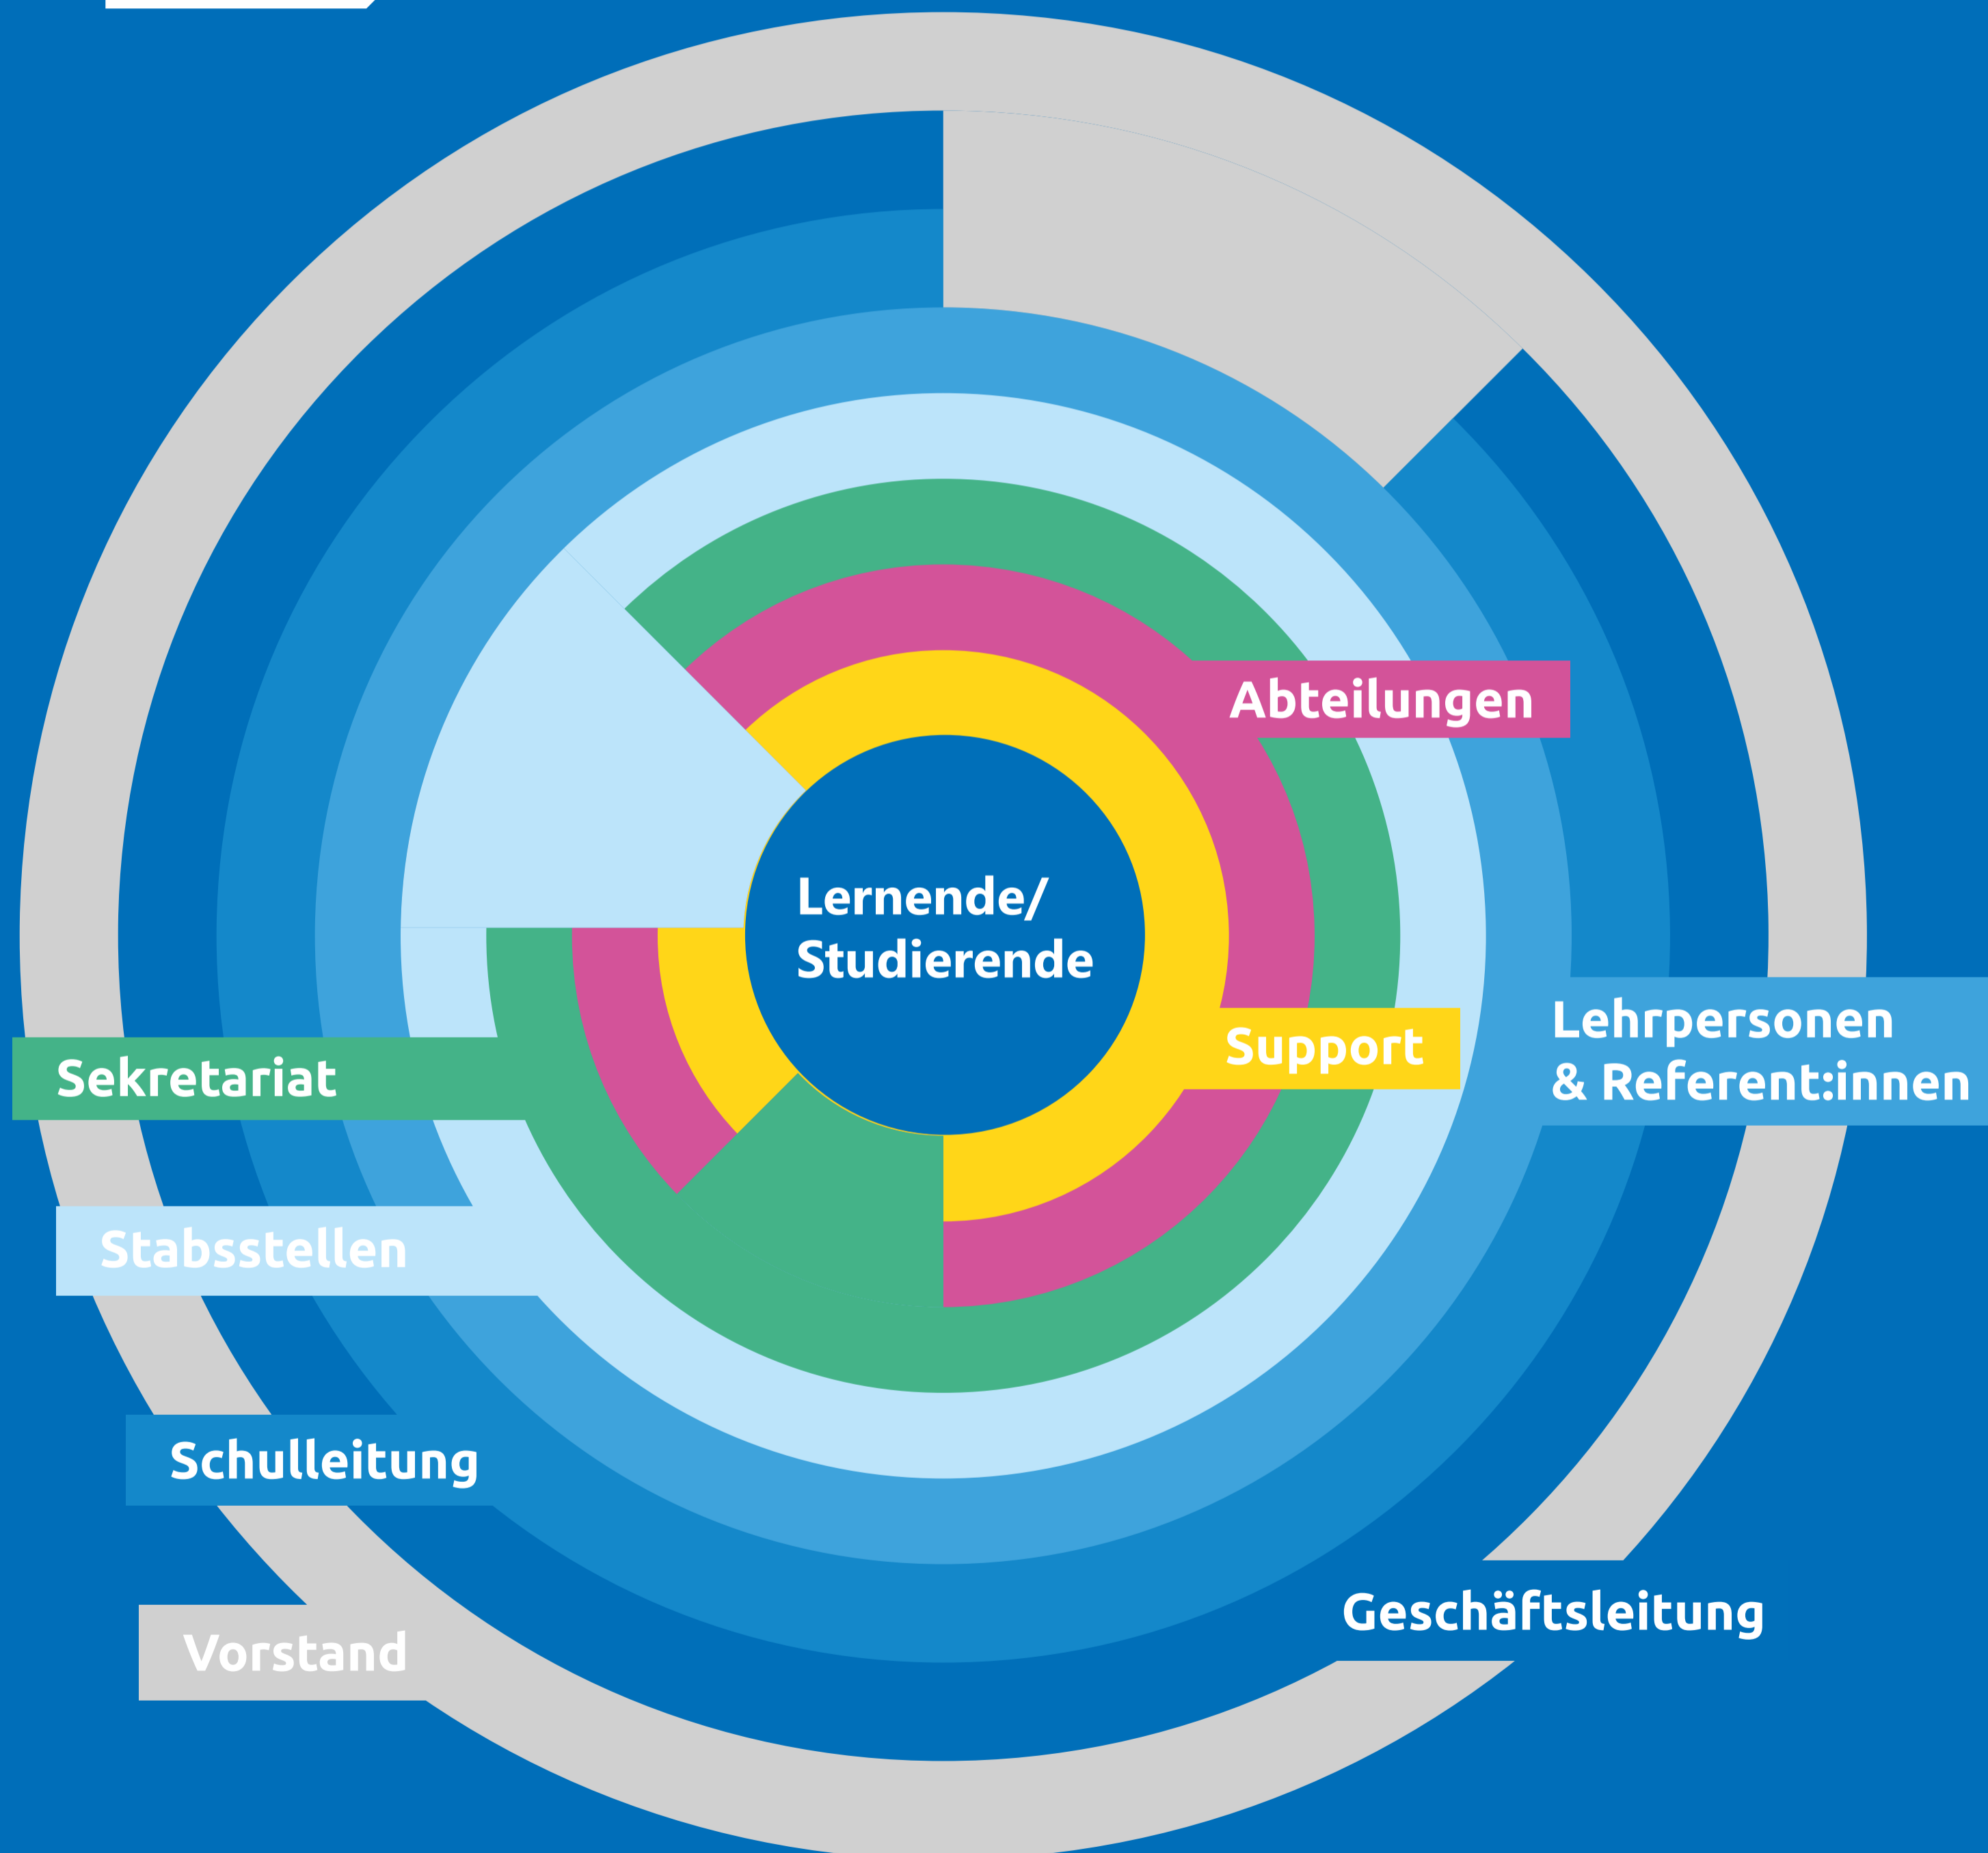 Abteilungen
Lernende/
Studierende
Lehrpersonen
& Referent:innen
Support
Sekretariat
Stabsstellen
Schulleitung
Geschäftsleitung
Vorstand